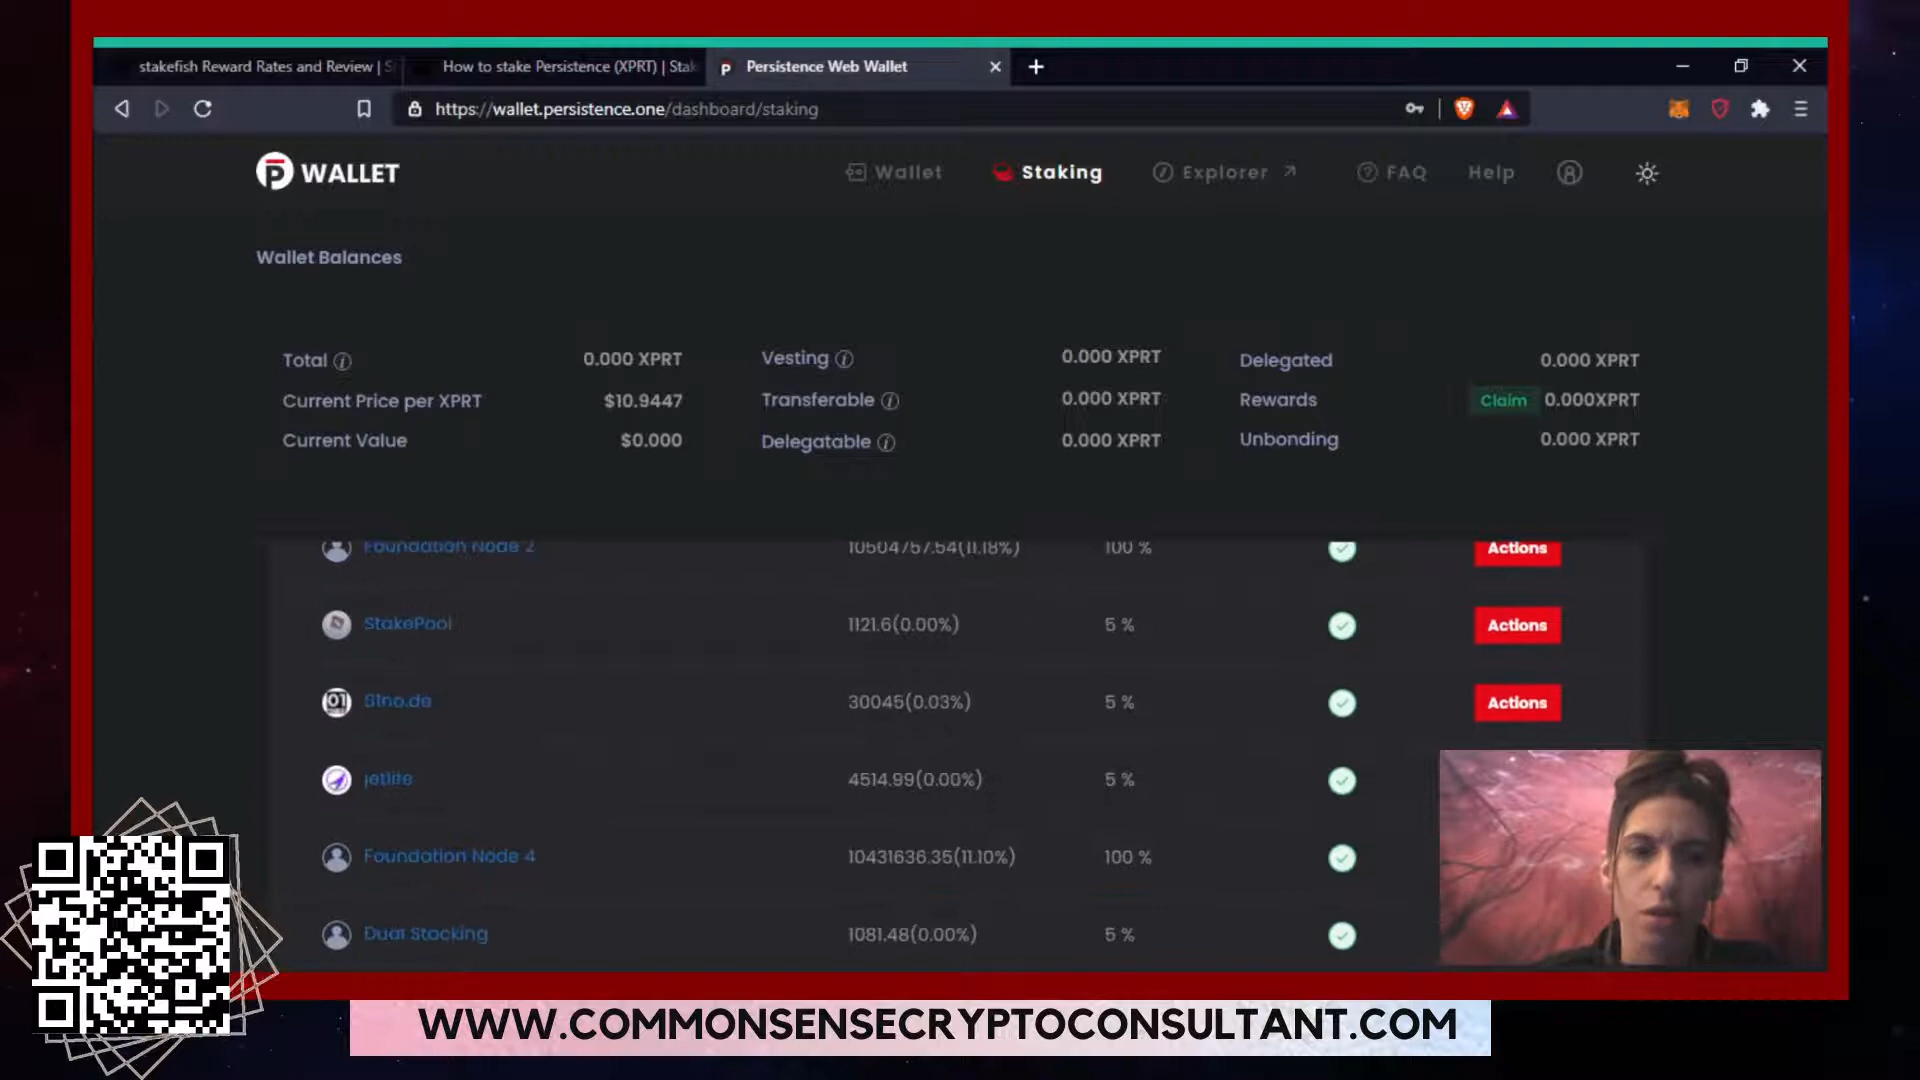 stakefish Reward Rates and Review | S
How to stake Persistence (XPRT) | Stak
Persistence Web Wallet
https://wallet.persistence.one/dashboard/staking
WALLET
Wallet
Staking
Explorer
FAQ
Help
Wallet Balances
Total 0.000 XPRT
Vesting 0.000 XPRT
Delegated 0.000 XPRT
Current Price per XPRT $10.9447
Transferable 0.000 XPRT
Rewards Claim 0.000XPRT
Current Value $0.000
Delegatable 0.000 XPRT
Unbonding 0.000 XPRT
Foundation Node 2 10504757.54(11.18%) 100 % Actions
StakePool 1121.6(0.00%) 5 % Actions
S1no.de 30045(0.03%) 5 % Actions
jetlife 4514.99(0.00%) 5 %
Foundation Node 4 10431636.35(11.10%) 100 %
Dual Stacking 1081.48(0.00%) 5 %
WWW.COMMONSENSECRYPTOCONSULTANT.COM